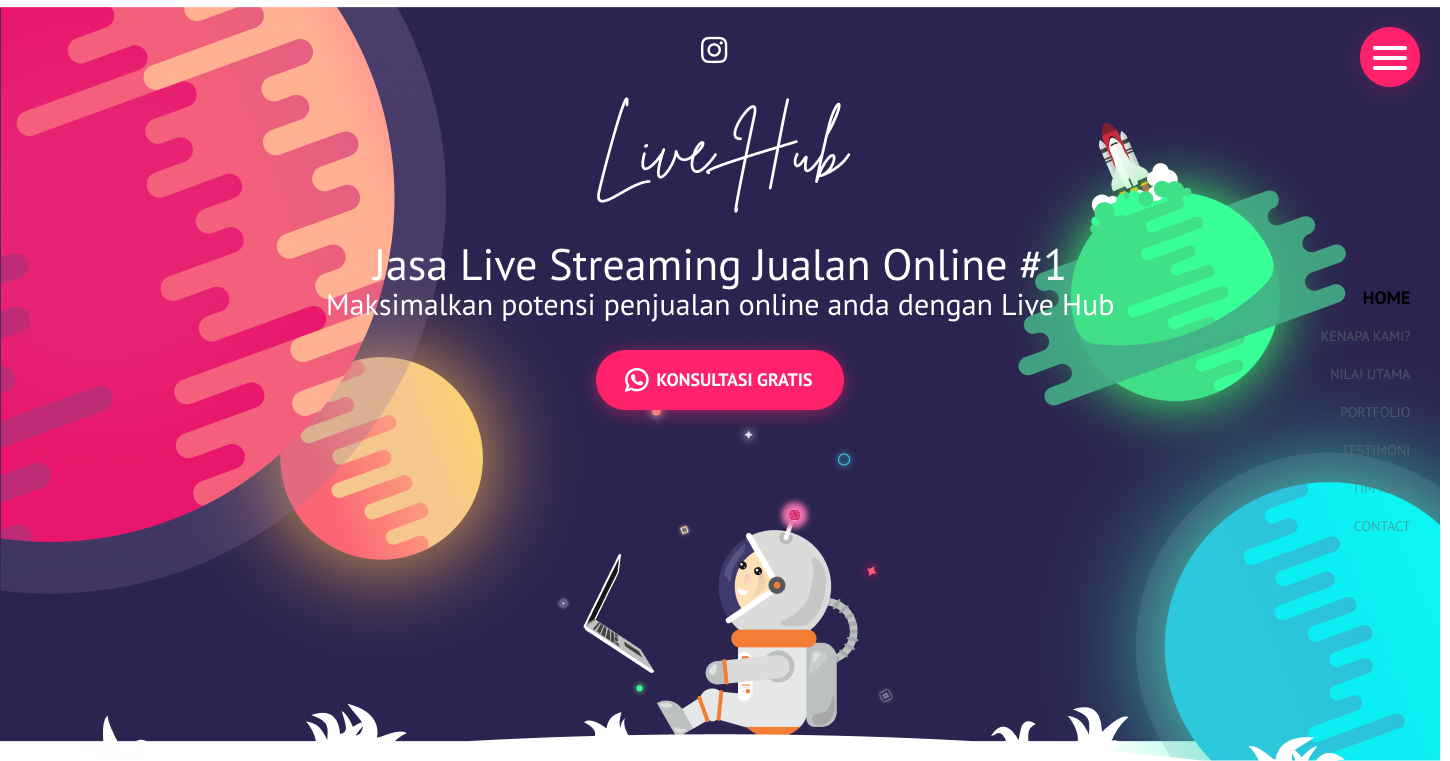 Live Hub
Jasa Live Streaming Jualan Online #1
Maksimalkan potensi penjualan online anda dengan Live Hub
KONSULTASI GRATIS
HOME
KENAPA KAMI?
NILAI UTAMA
PORTFOLIO
TESTIMONI
CONTACT